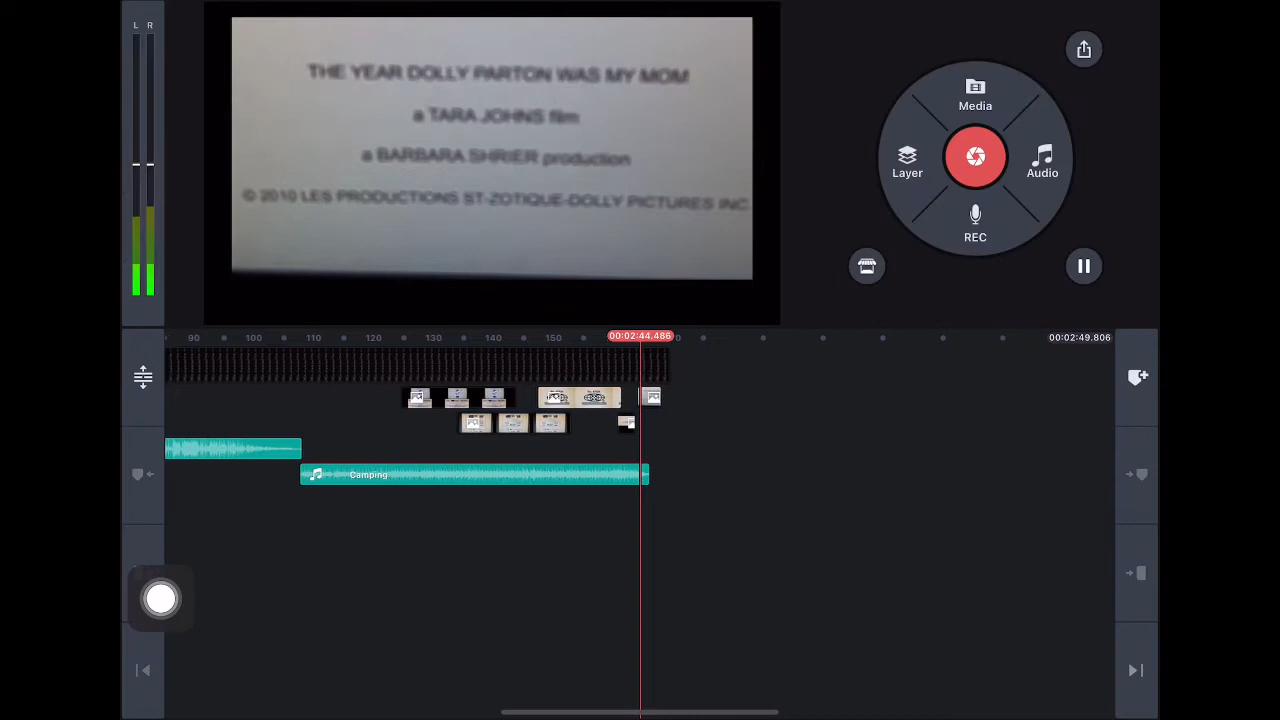 L R
THE YEAR DOLLY PARTON WAS MY MOM
a TARA JOHNS film
a BARBARA SHRIER production
© 2010 LES PRODUCTIONS ST-ZOTIQUE-DOLLY PICTURES INC.
Media
Layer
Audio
REC
90 100 110 120 130 140 150 00:02:44.486 0 00:02:49.806
Camping